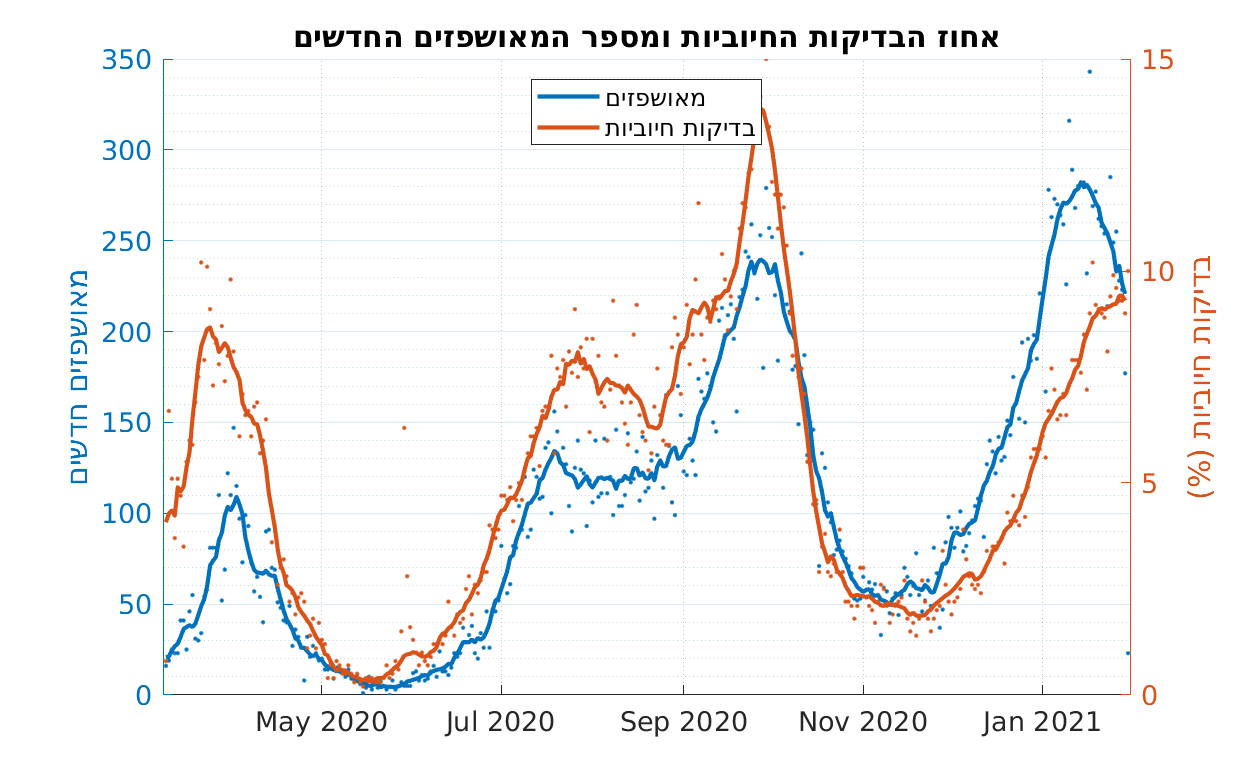 אחוז הבדיקות החיוביות ומספר המאושפזים החדשים
מאושפזים
בדיקות חיוביות
350
300
250
200
150
100
50
0
מאושפזים חדשים
15
10
5
0
בדיקות חיוביות (%)
May 2020
Jul 2020
Sep 2020
Nov 2020
Jan 2021